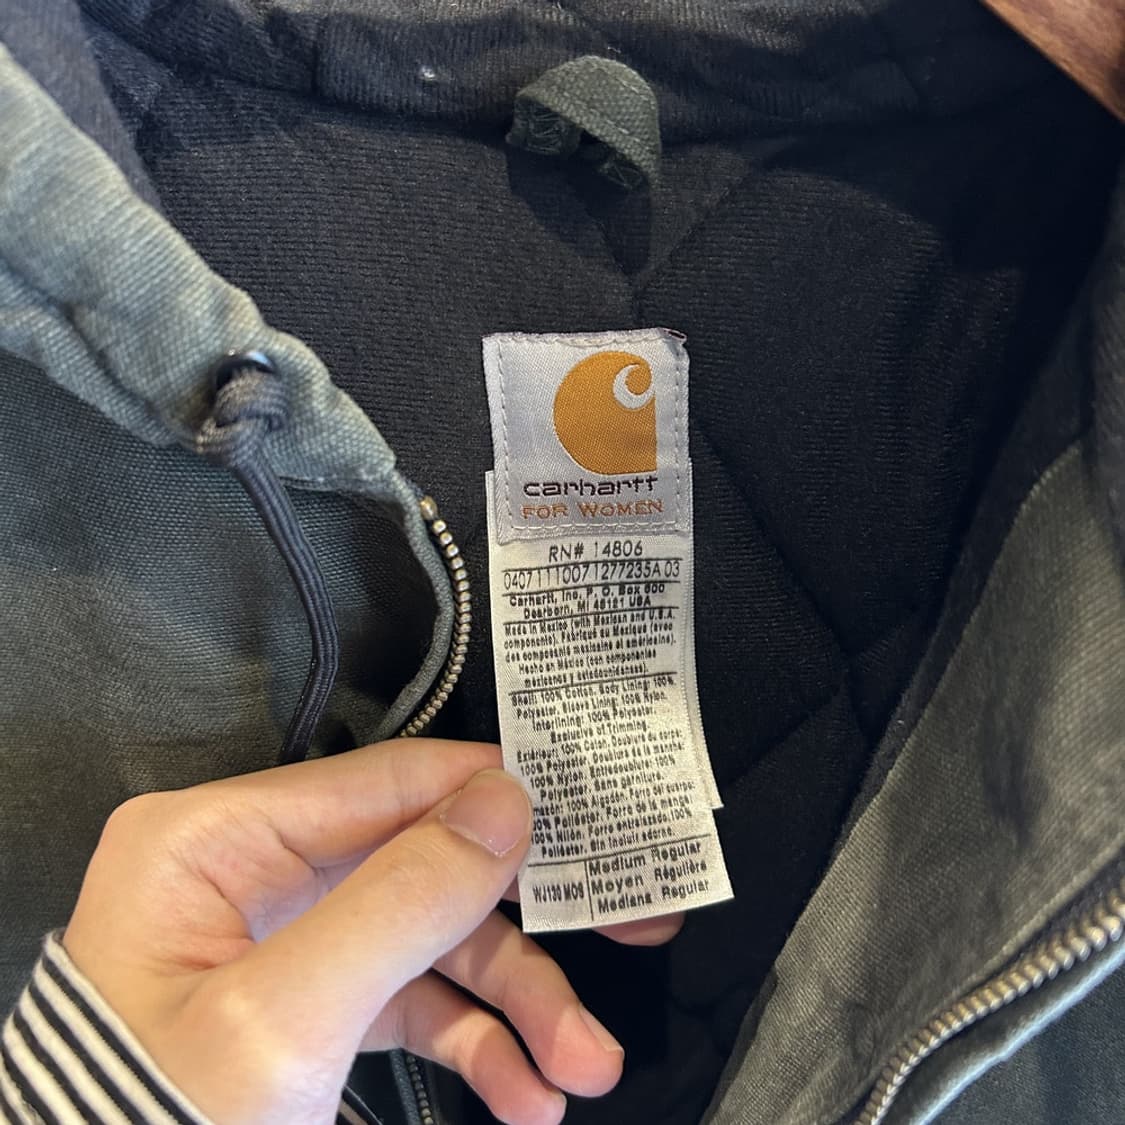 carhartt
FOR WOMEN
RN# 14806
0407111007 1277235A 03
Carhartt, Inc. P. O. Box 600
Dearborn, MI 48121 USA
Made in Mexico (with Mexican and U.S.A.
components). Fabriqué au Mexique (avec
des composants mexicains et américains).
Hecho en México (con componentes
mexicanos y estadounidenses).
Shell: 100% Cotton. Body Lining: 100%
Polyester. Sleeve Lining: 100% Nylon.
Interlining: 100% Polyester.
Exclusive of Trimming.
Extérieur: 100% Coton. Doublure du corps:
100% Polyester. Doublure de la manche:
100% Nylon. Entredoublure: 100%
Polyester. Sans garniture.
100% Algodón. Forro del cuerpo:
Poliéster. Forro de la manga:
100% Nilón. Forro entrelazado: 100%
Poliéster. Sin incluir adorno.
WJ130 MOS
Medium Regular
Moyen Régulière
Mediana Regular